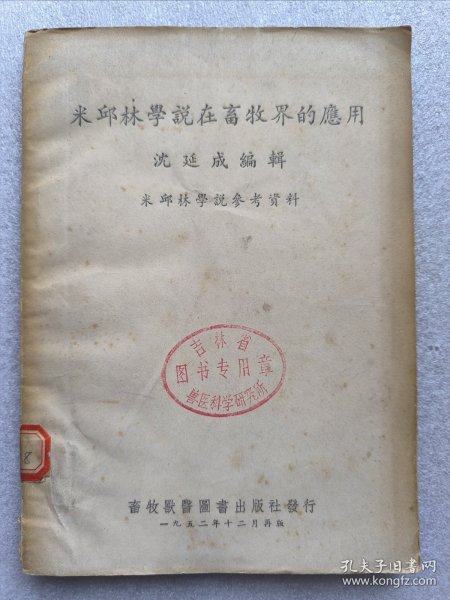 米邱林學説在畜牧界的應用
沈延成編輯
米邱林學説參考資料
吉林省
图书专用章
兽医科学研究所
8
畜牧獸醫圖書出版社發行
一九五二年十二月再版
孔夫子旧书网
www.kongfz.com